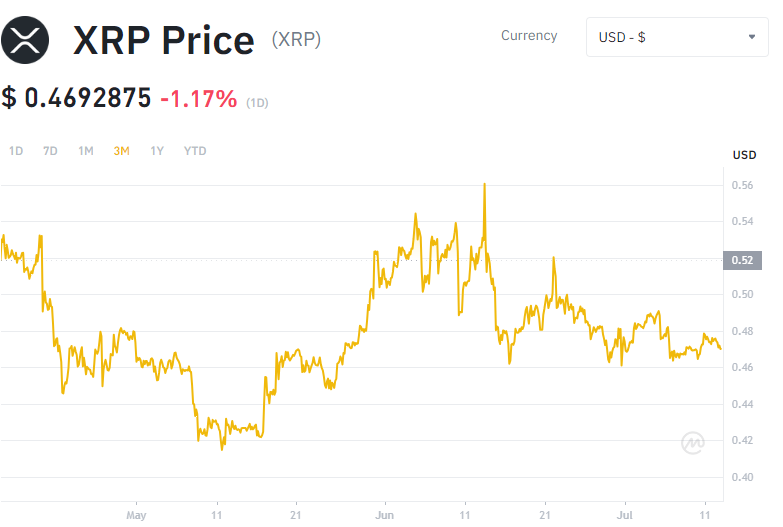 XRP Price (XRP)
Currency
USD - $
$ 0.4692875 -1.17% (1D)
1D 7D 1M 3M 1Y YTD
USD
0.56
0.54
0.52
0.50
0.48
0.46
0.44
0.42
0.40
May 11 21 Jun 11 21 Jul 11